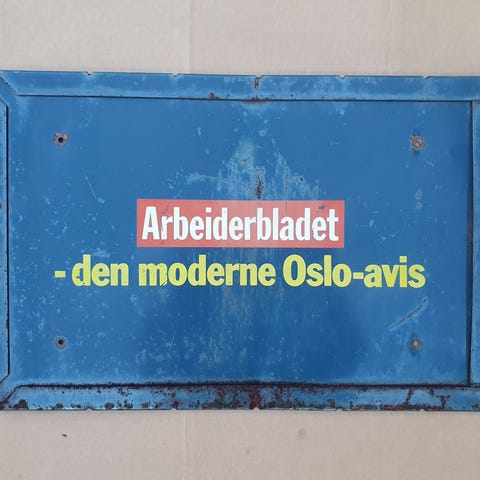 Arbeiderbladet
- den moderne Oslo-avis